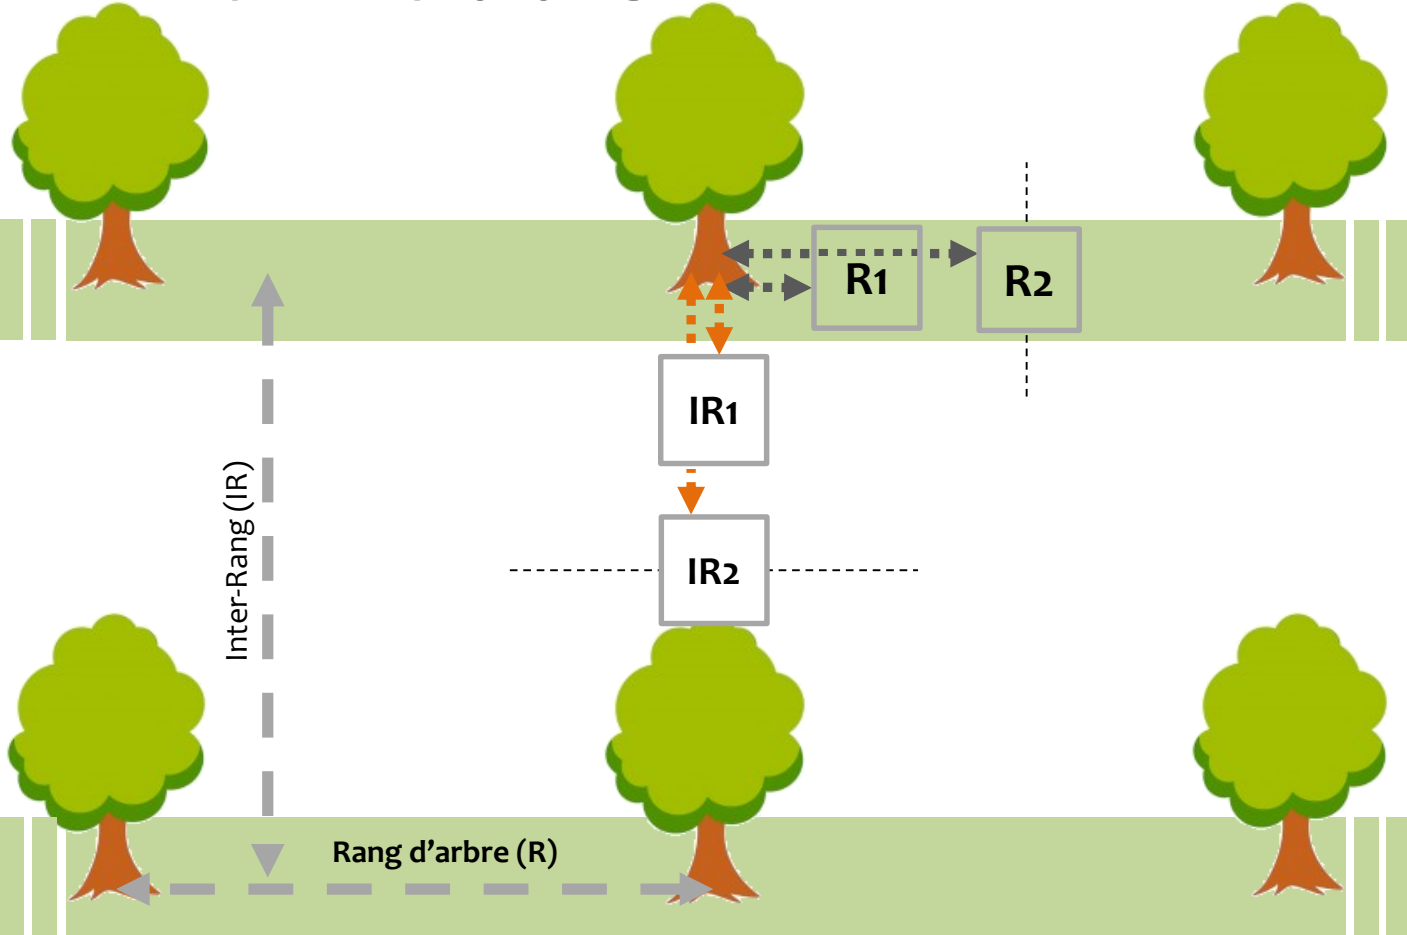 R1
R2
IR1
IR2
Inter-Rang (IR)
Rang d'arbre (R)